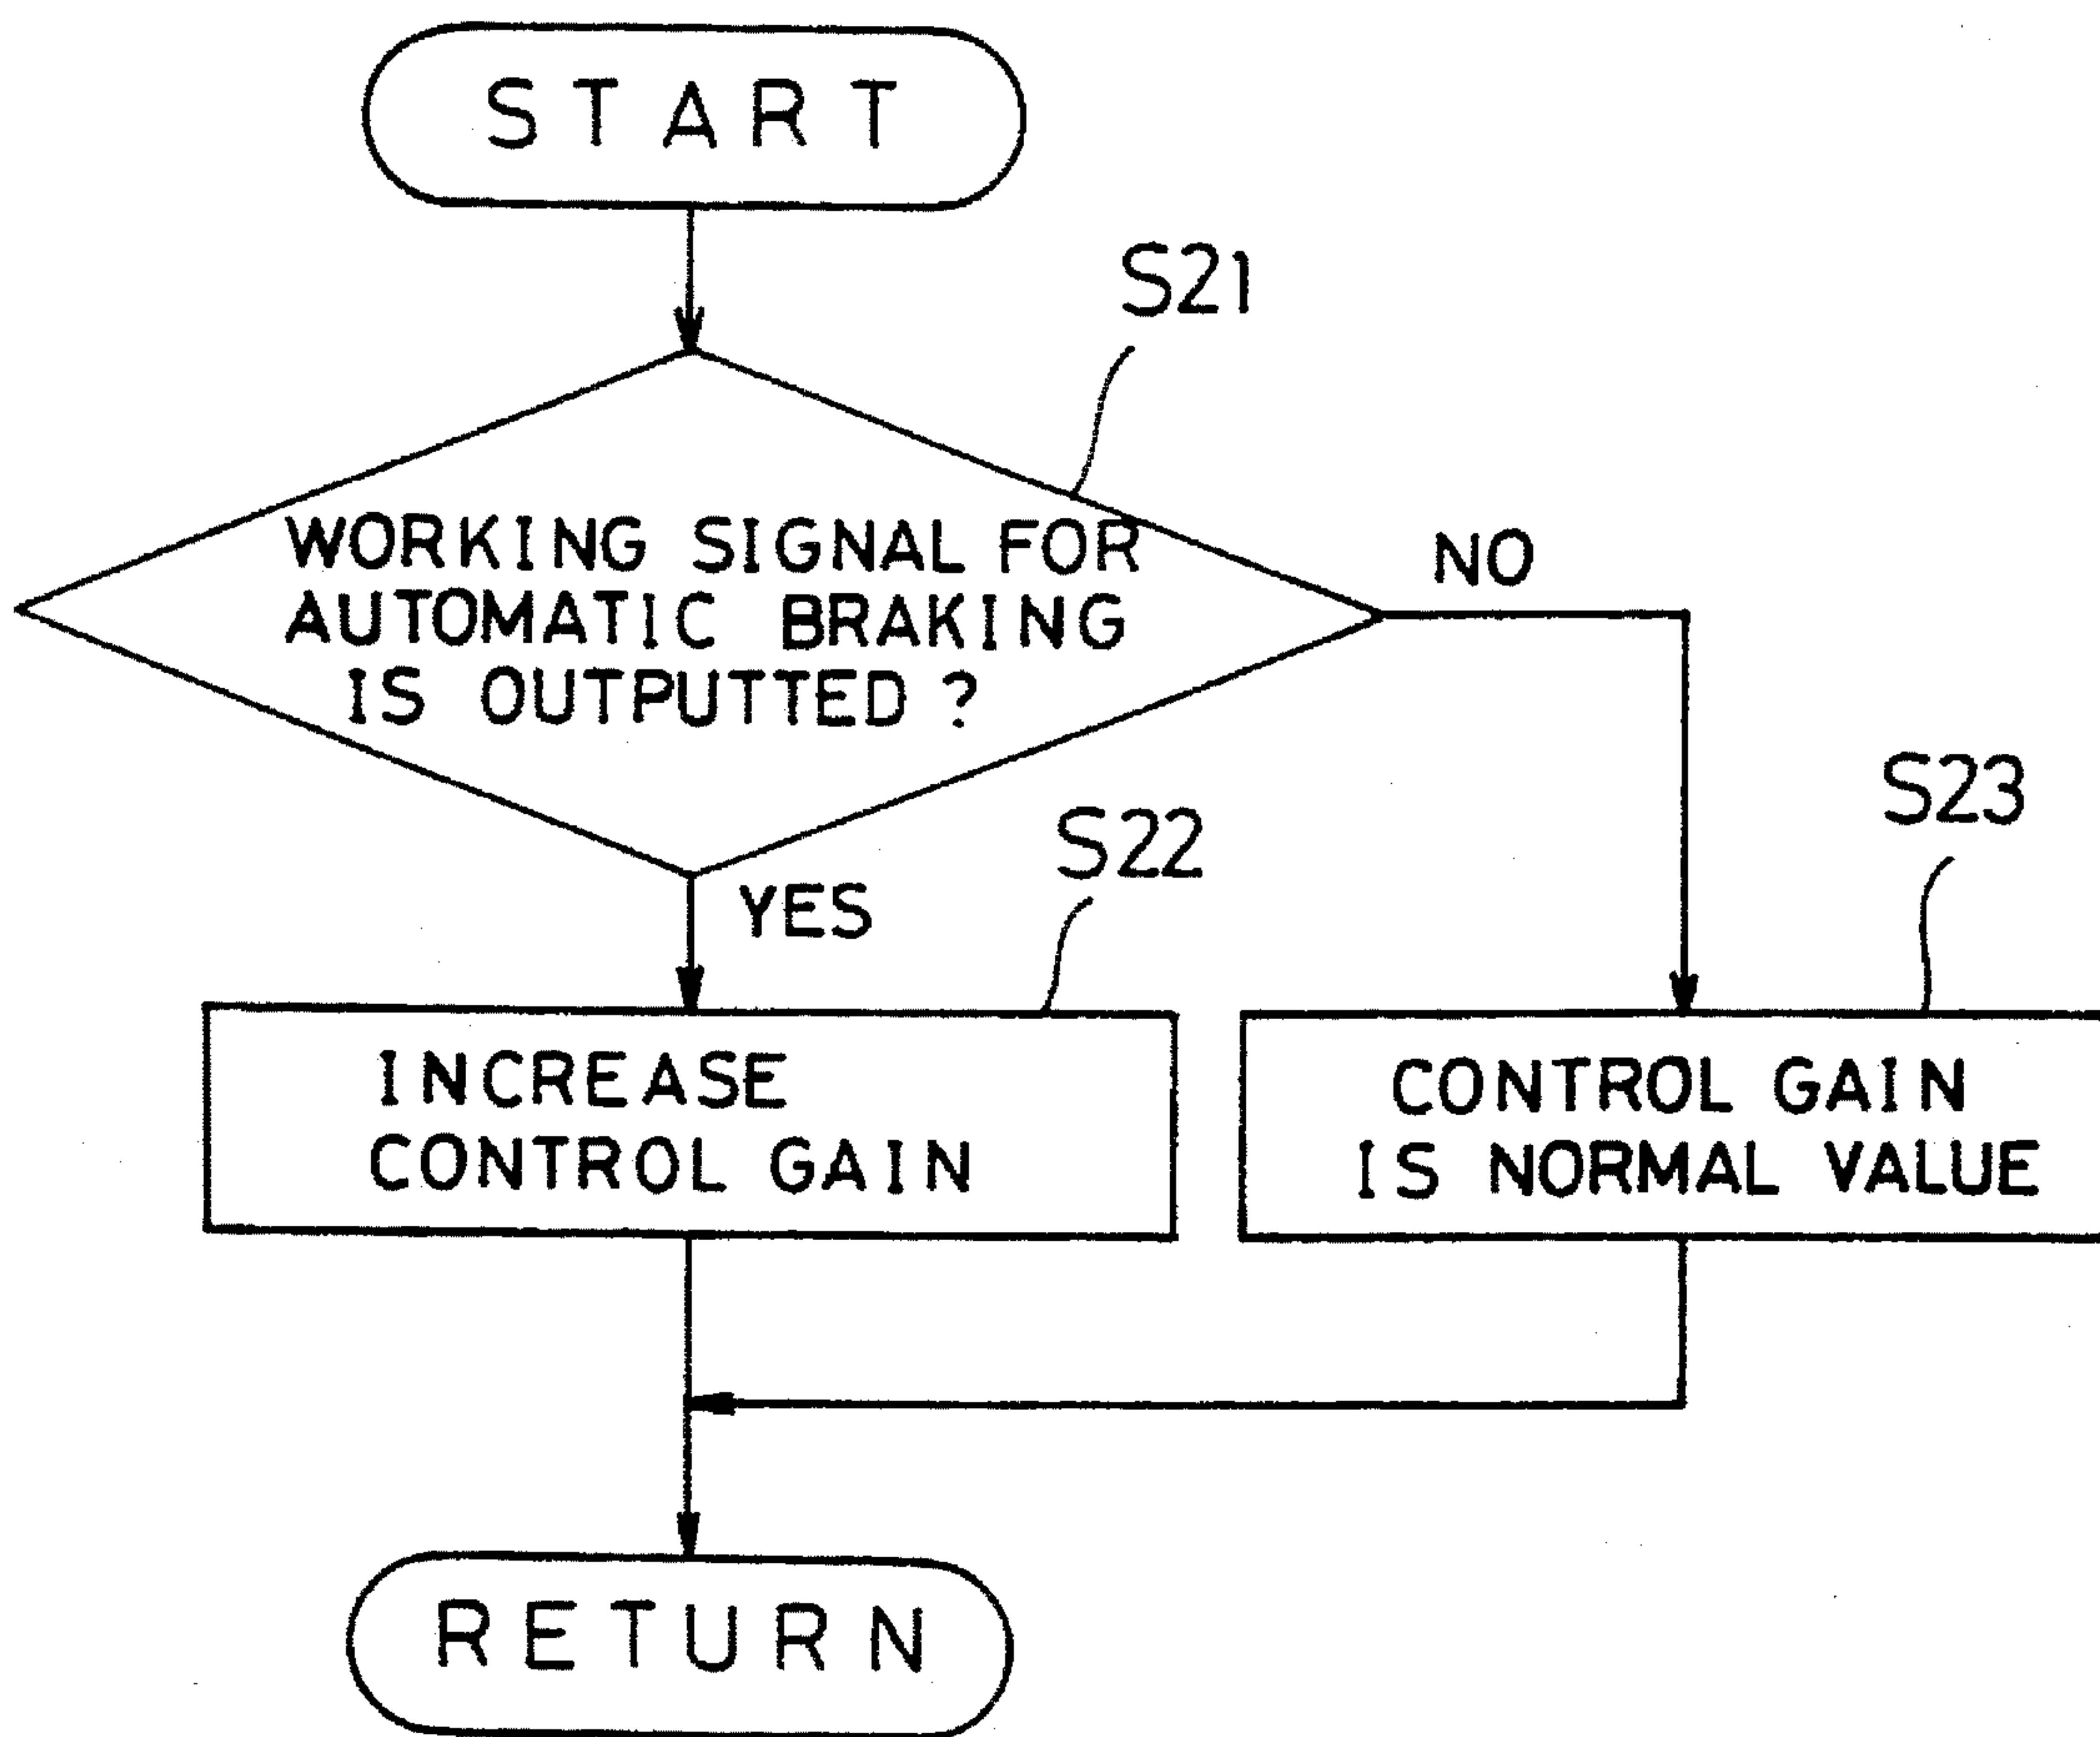 START
S21
WORKING SIGNAL FOR
AUTOMATIC BRAKING
IS OUTPUTTED ?
NO
YES
S22
S23
INCREASE
CONTROL GAIN
CONTROL GAIN
IS NORMAL VALUE
RETURN